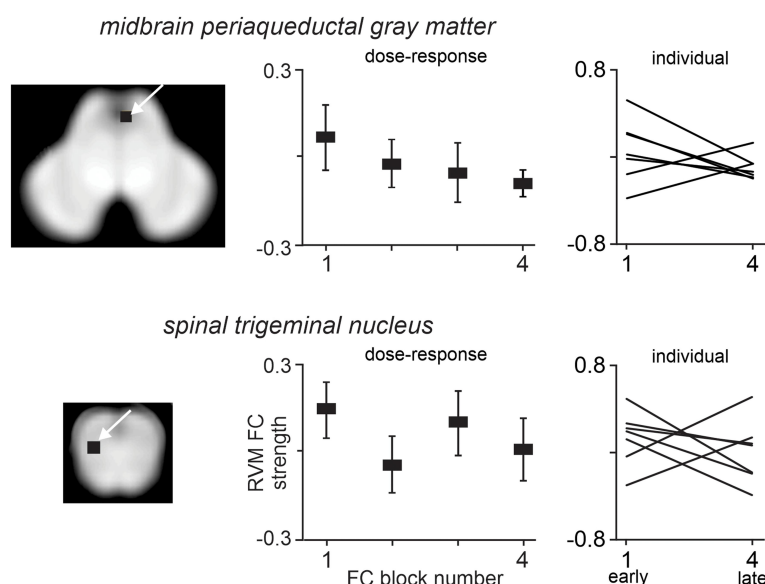 midbrain periaqueductal gray matter
dose-response
individual
0.3
-0.3
1
4
0.8
-0.8
1
4
spinal trigeminal nucleus
dose-response
individual
0.3
RVM FC
strength
-0.3
1
4
FC block number
0.8
-0.8
1
4
early
late